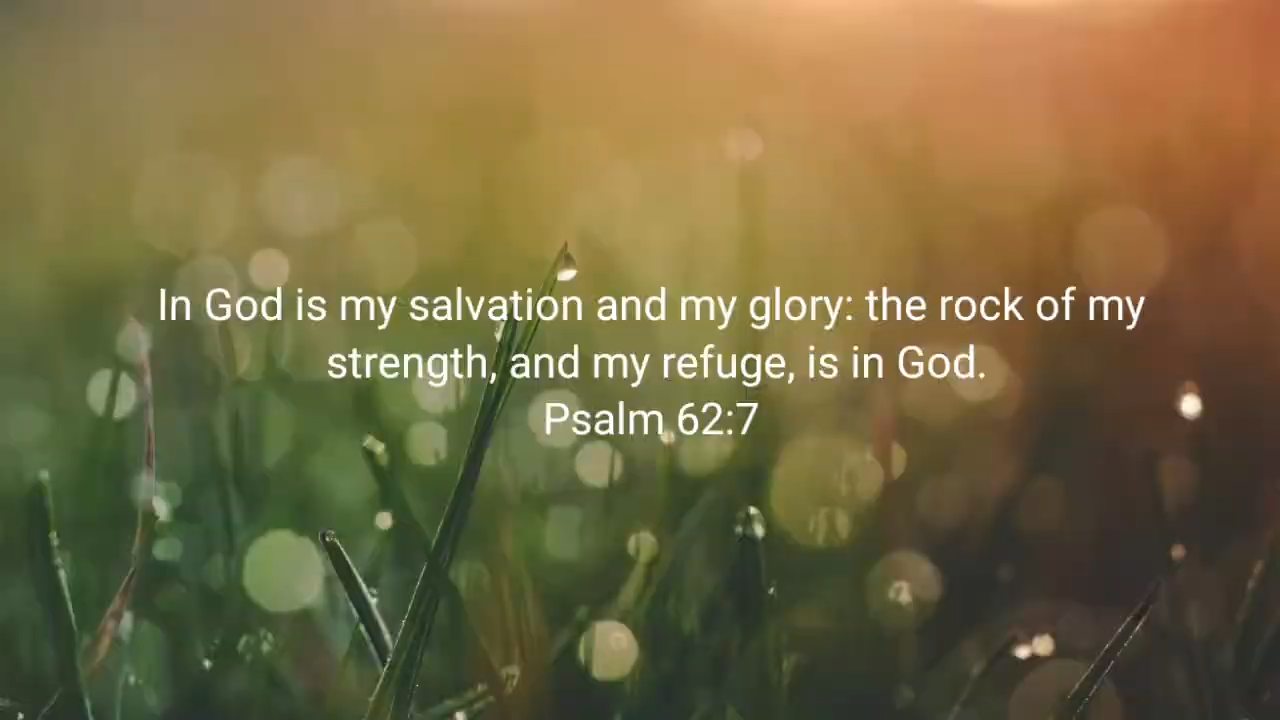 In God is my salvation and my glory: the rock of my
strength, and my refuge, is in God.
Psalm 62:7